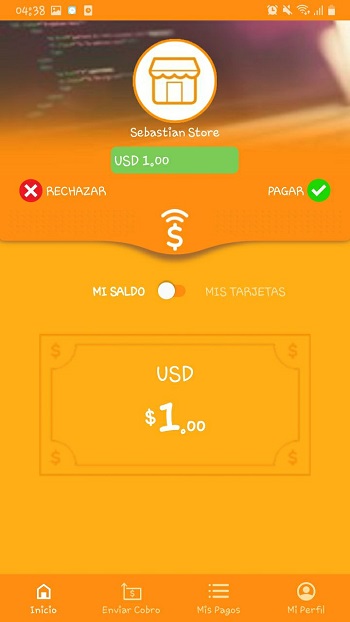 04:38
Sebastian Store
USD 1,00
RECHAZAR
PAGAR
$
MI SALDO
MIS TARJETAS
$ $
USD
$1,00
$ $
$
Inicio
Enviar Cobro
Mis Pagos
Mi Perfil